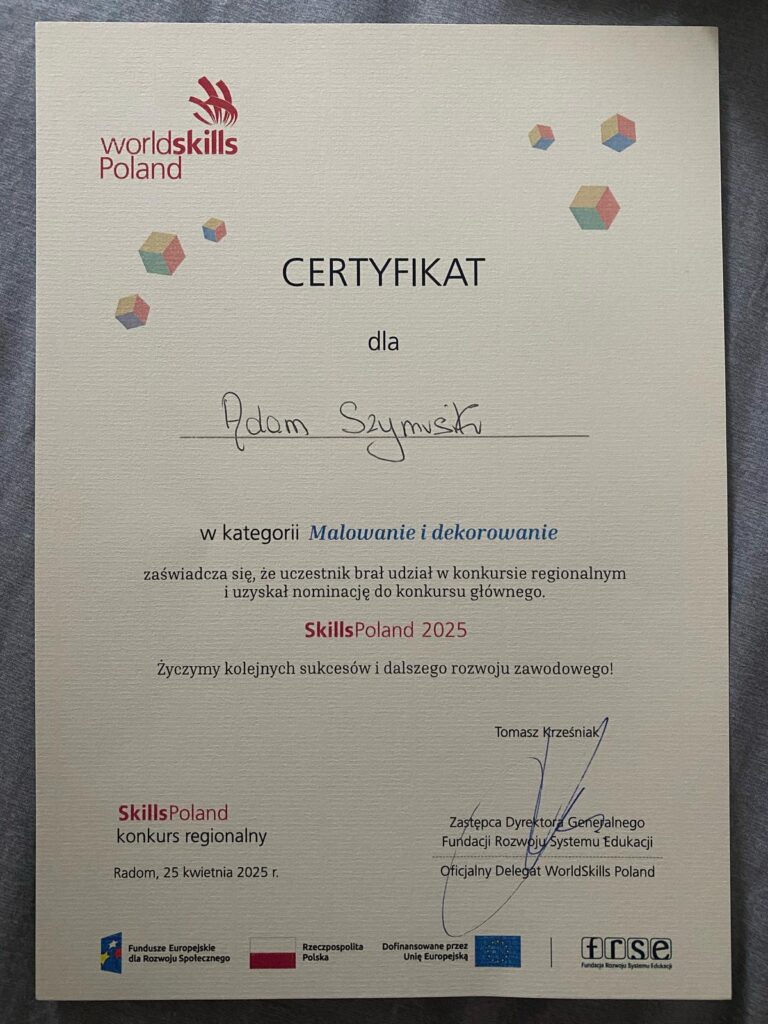 worldskills
Poland
CERTYFIKAT
dla
Adam
w kategorii Malowanie i dekorowanie
zaświadcza się, że uczestnik brał udział w konkursie regionalnym
i uzyskał nominację do konkursu głównego.
SkillsPoland 2025
Życzymy kolejnych sukcesów i dalszego rozwoju zawodowego!
Tomasz Krześniak
Zastępca Dyrektora Generalnego
Fundacji Rozwoju Systemu Edukacji
Oficjalny Delegat WorldSkills Poland
SkillsPoland
konkurs regionalny
Radom, 25 kwietnia 2025 r.
Fundusze Europejskie
dla Rozwoju Społecznego
Rzeczpospolita
Polska
Dofinansowane przez
Unię Europejską
frse
Fundacja Rozwoju Systemu Edukacji